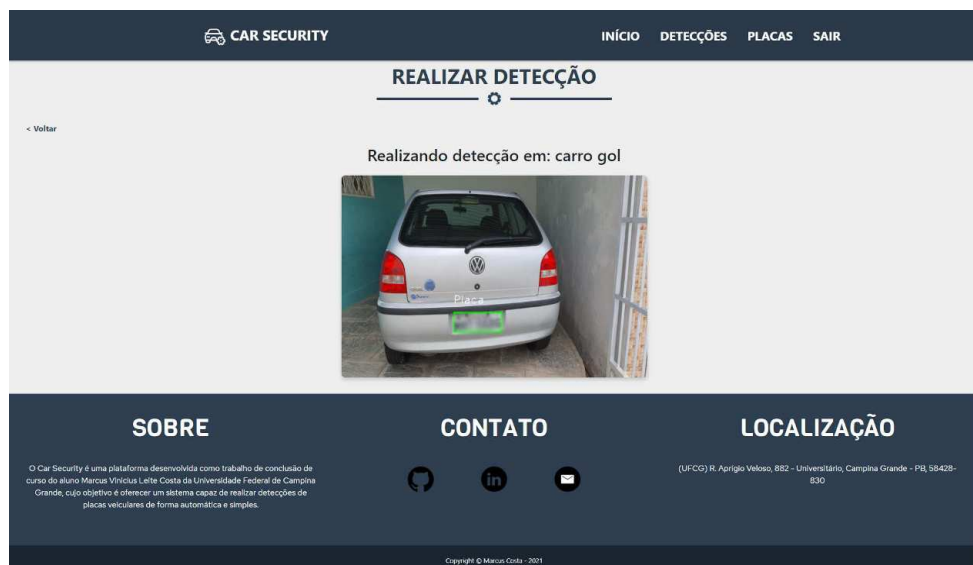 CAR SECURITY
INÍCIO DETECÇÕES PLACAS SAIR
REALIZAR DETECÇÃO
< Voltar
Realizando detecção em: carro gol
Placa
SOBRE
O Car Security é uma plataforma desenvolvida como trabalho de conclusão de
curso do aluno Marcus Vinicius Leite Costa da Universidade Federal de Campina
Grande, cujo objetivo é oferecer um sistema capaz de realizar detecções de
placas veiculares de forma automática e simples.
CONTATO
in
LOCALIZAÇÃO
(UFCG) R. Aprígio Veloso, 882 - Universitário, Campina Grande - PB, 58428-
830
Copyright © Marcus Costa - 2021